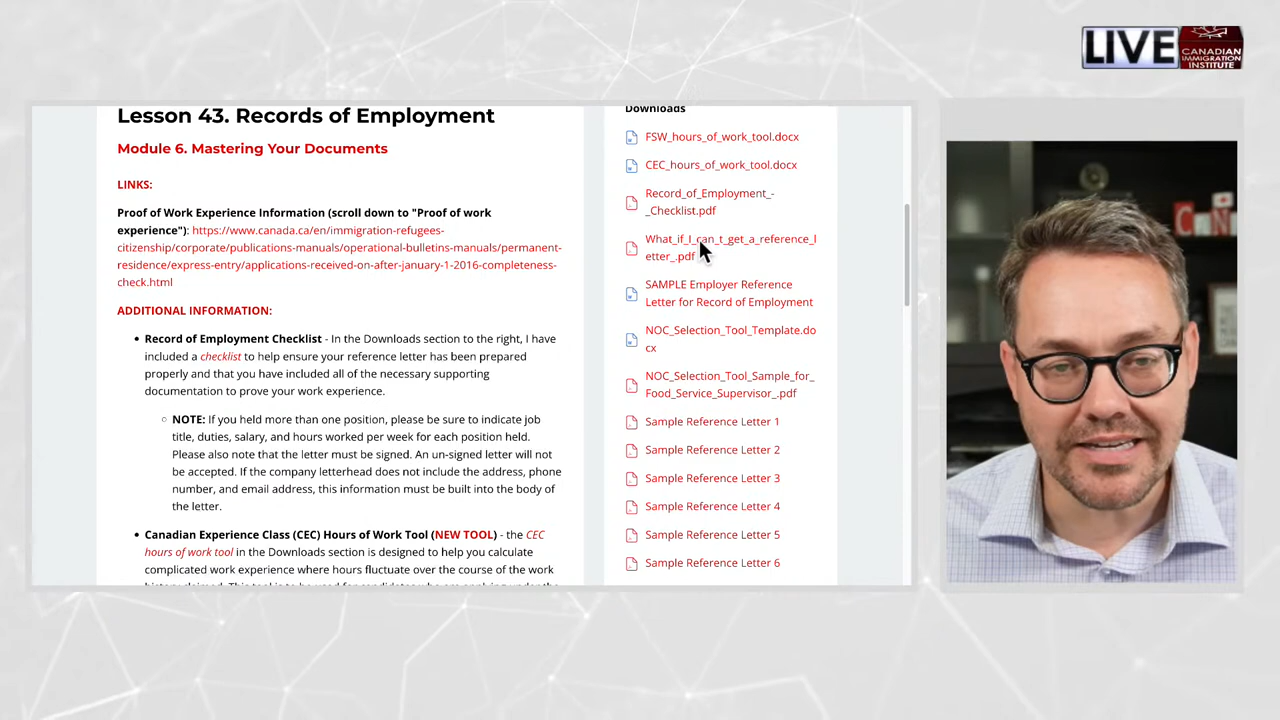 LIVE
CANADIAN
IMMIGRATION
INSTITUTE
Lesson 43. Records of Employment
Module 6. Mastering Your Documents
LINKS:
Proof of Work Experience Information (scroll down to "Proof of work
experience"): https://www.canada.ca/en/immigration-refugees-
citizenship/corporate/publications-manuals/operational-bulletins-manuals/permanent-
residence/express-entry/applications-received-on-after-january-1-2016-completeness-
check.html
ADDITIONAL INFORMATION:
• Record of Employment Checklist - In the Downloads section to the right, I have
included a checklist to help ensure your reference letter has been prepared
properly and that you have included all of the necessary supporting
documentation to prove your work experience.
○ NOTE: If you held more than one position, please be sure to indicate job
title, duties, salary, and hours worked per week for each position held.
Please also note that the letter must be signed. An un-signed letter will not
be accepted. If the company letterhead does not include the address, phone
number, and email address, this information must be built into the body of
the letter.
• Canadian Experience Class (CEC) Hours of Work Tool (NEW TOOL) - the CEC
hours of work tool in the Downloads section is designed to help you calculate
complicated work experience where hours fluctuate over the course of the work
Downloads
FSW_hours_of_work_tool.docx
CEC_hours_of_work_tool.docx
Record_of_Employment_-
_Checklist.pdf
What_if_I_can_t_get_a_reference_l
etter_.pdf
SAMPLE Employer Reference
Letter for Record of Employment
NOC_Selection_Tool_Template.do
cx
NOC_Selection_Tool_Sample_for_
Food_Service_Supervisor_.pdf
Sample Reference Letter 1
Sample Reference Letter 2
Sample Reference Letter 3
Sample Reference Letter 4
Sample Reference Letter 5
Sample Reference Letter 6